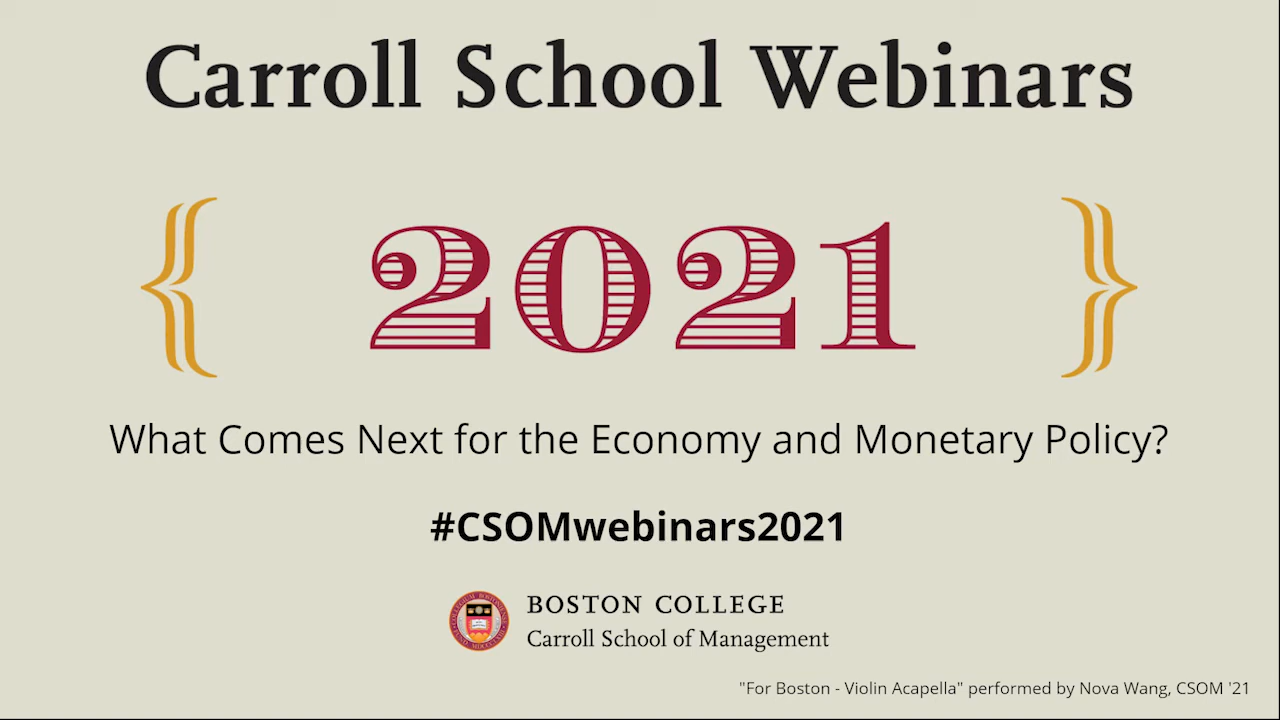 Carroll School Webinars
{ 2021 }
What Comes Next for the Economy and Monetary Policy?
#CSOMwebinars2021
BOSTON COLLEGE
Carroll School of Management
"For Boston - Violin Acapella" performed by Nova Wang, CSOM '21